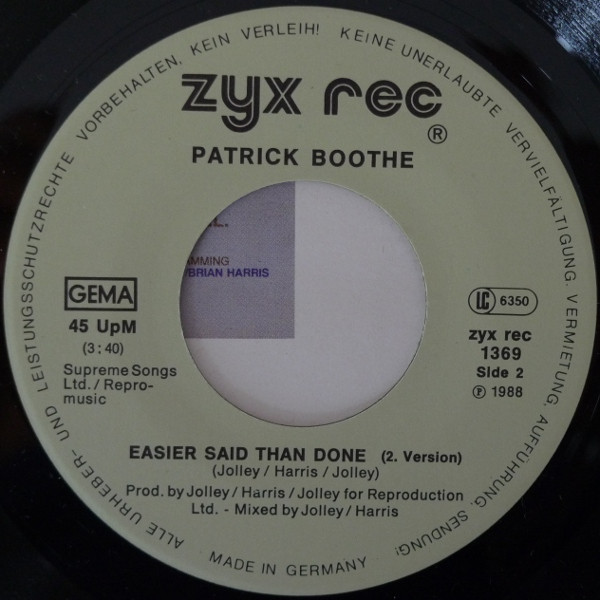 ALLE URHEBER- UND LEISTUNGSSCHUTZRECHTE VORBEHALTEN, KEIN VERLEIH! KEINE UNERLAUBTE VERVIELFÄLTIGUNG, VERMIETUNG, AUFFÜHRUNG, SENDUNG!
zyx rec
®
PATRICK BOOTHE
L.
AMMING
/BRIAN HARRIS
GEMA
45 UpM
(3:40)
Supreme Songs
Ltd./Repro-
music
LC 6350
zyx rec
1369
Side 2
℗ 1988
EASIER SAID THAN DONE (2. Version)
(Jolley/Harris/Jolley)
Prod. by Jolley/Harris/Jolley for Reproduction
Ltd. - Mixed by Jolley/Harris
MADE IN GERMANY